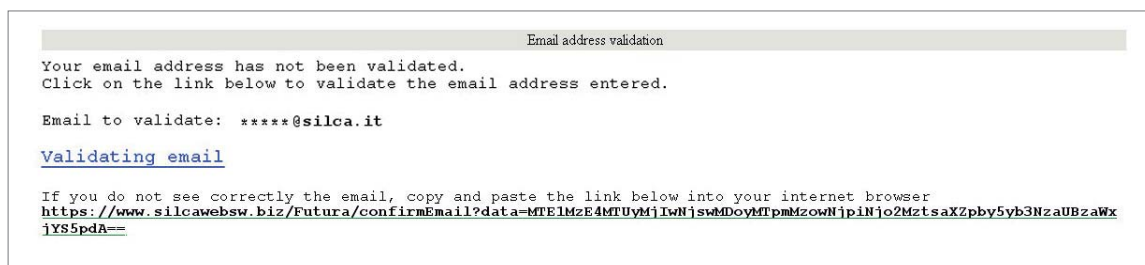 Email address validation
Your email address has not been validated.
Click on the link below to validate the email address entered.
Email to validate: *****@silca.it
Validating email
If you do not see correctly the email, copy and paste the link below into your internet browser
https://www.silcawebsw.biz/Futura/confirmEmail?data=MTE1MzE4MTUyMjIwNjswMDoyMTpmMzowNjpiNjo2MztsaXZpby5yb3NzaUBzaWx
jYS5pdA==